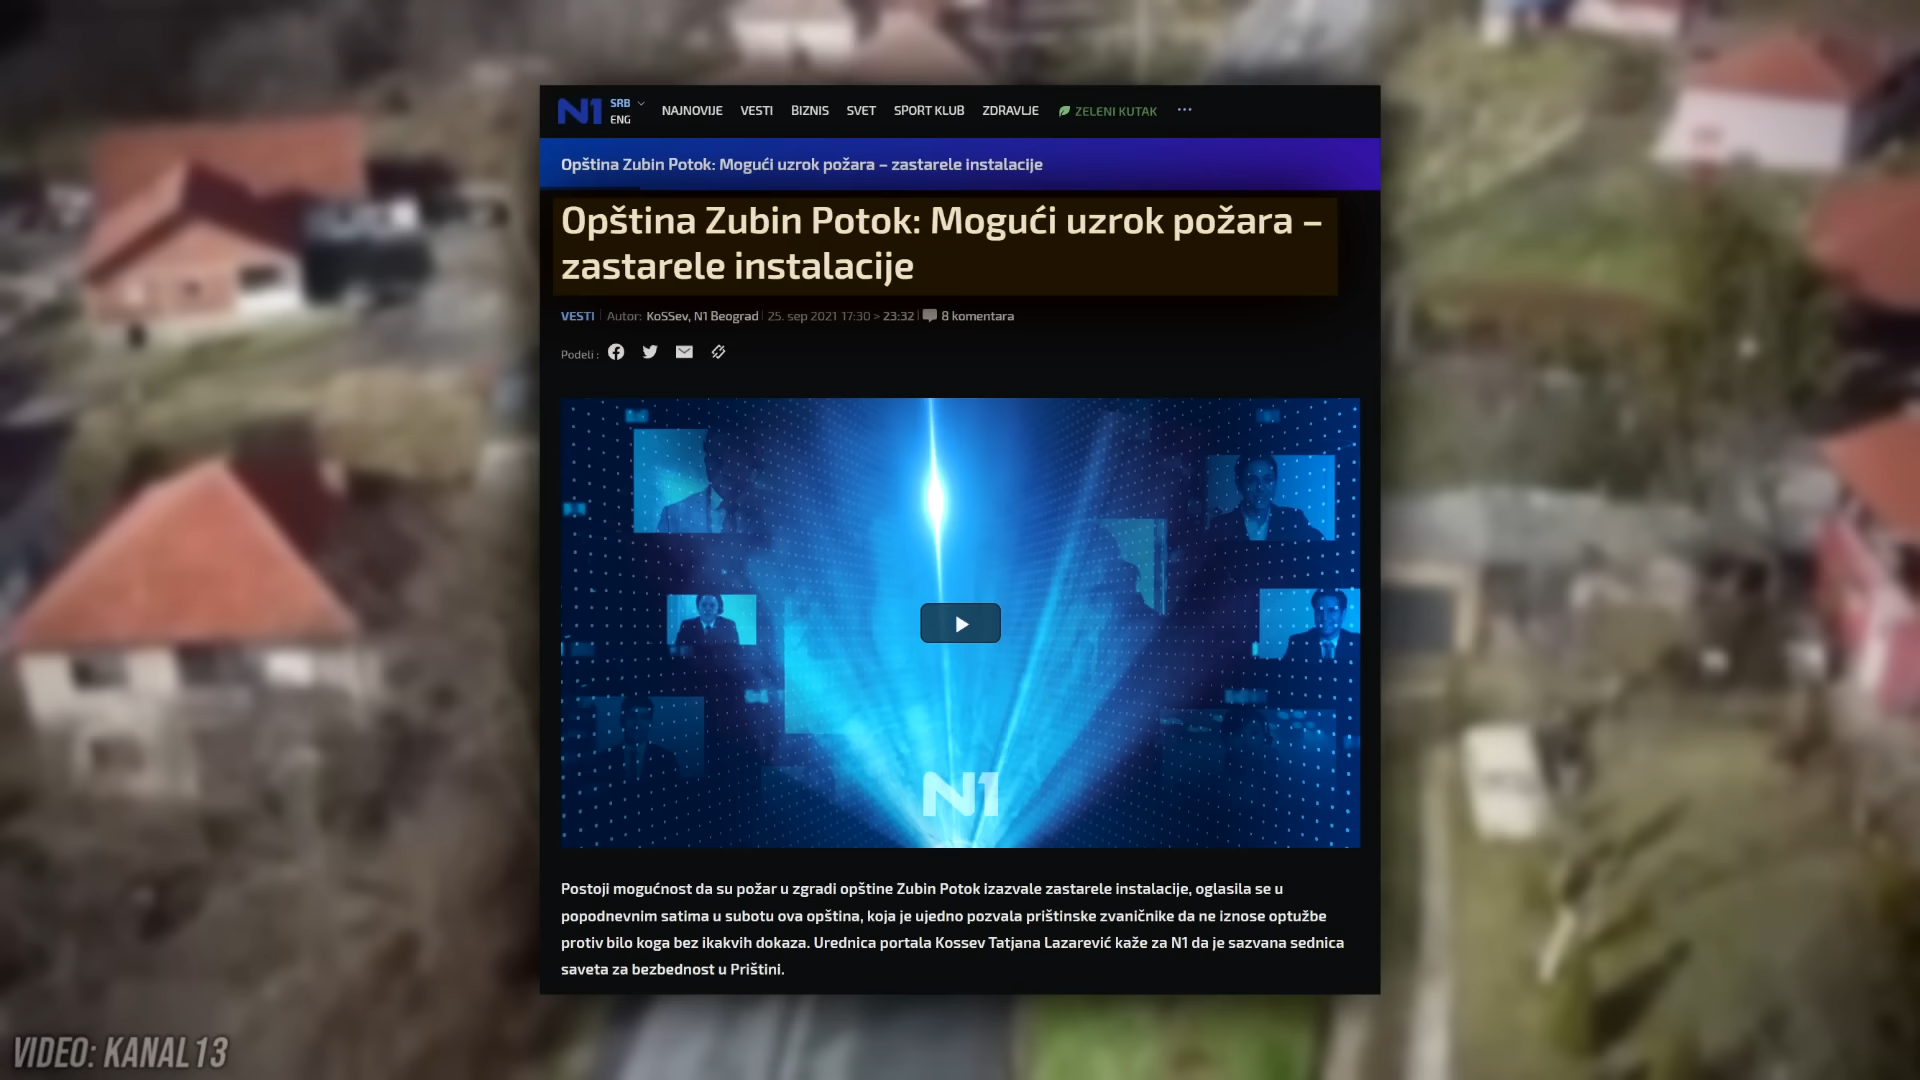 N1 SRB
ENG
NAJNOVIJE VESTI BIZNIS SVET SPORT KLUB ZDRAVLJE ZELENI KUTAK ...
Opština Zubin Potok: Mogući uzrok požara – zastarele instalacije
Opština Zubin Potok: Mogući uzrok požara –
zastarele instalacije
VESTI | Autor: KoSSev, N1 Beograd | 25. sep 2021 17:30 > 23:32 | 8 komentara
Podeli :
N1
Postoji mogućnost da su požar u zgradi opštine Zubin Potok izazvale zastarele instalacije, oglasila se u
popodnevnim satima u subotu ova opština, koja je ujedno pozvala prištinske zvaničnike da ne iznose optužbe
protiv bilo koga bez ikakvih dokaza. Urednica portala Kossev Tatjana Lazarević kaže za N1 da je sazvana sednica
saveta za bezbednost u Prištini.
VIDEO: KANAL 13